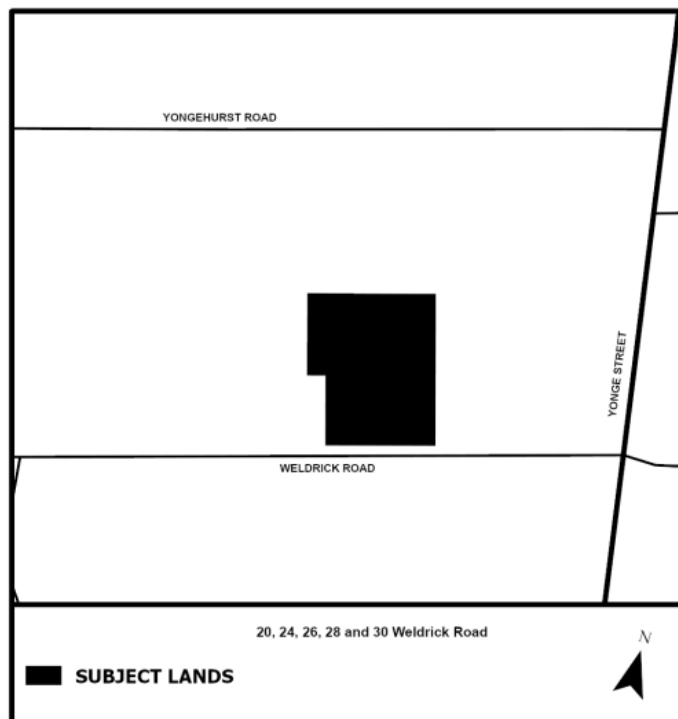 YONGEHURST ROAD
YONGE STREET
WELDRICK ROAD
20, 24, 26, 28 and 30 Weldrick Road
N
SUBJECT LANDS